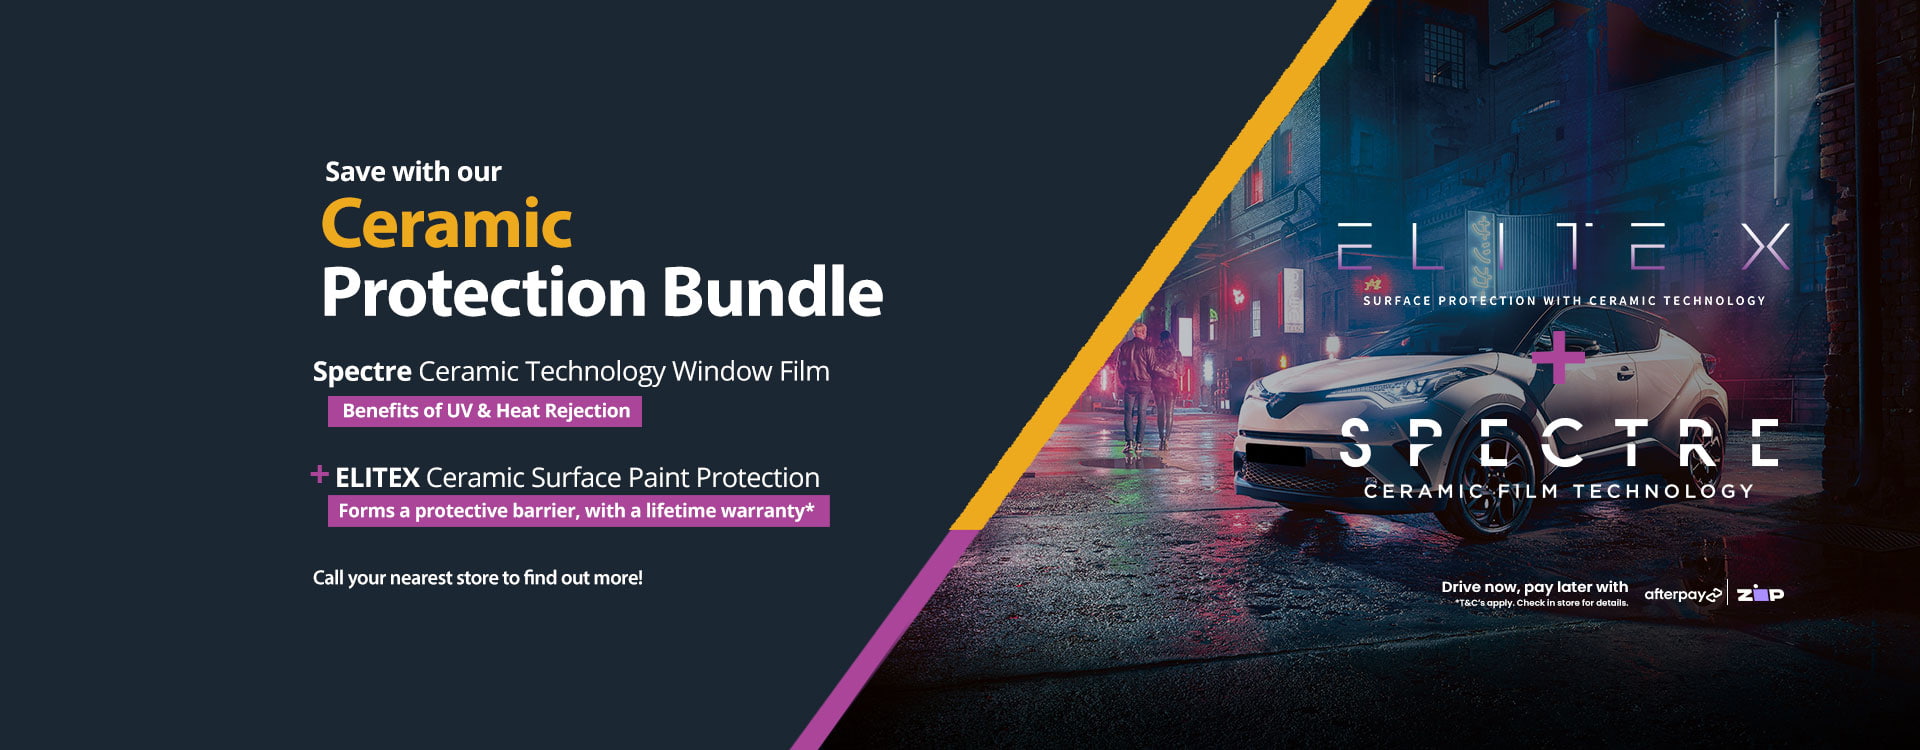 Save with our
Ceramic
Protection Bundle
Spectre Ceramic Technology Window Film
Benefits of UV & Heat Rejection
+ ELITEX Ceramic Surface Paint Protection
Forms a protective barrier, with a lifetime warranty*
Call your nearest store to find out more!
ELITE X
SURFACE PROTECTION WITH CERAMIC TECHNOLOGY
+
SPECTRE
CERAMIC FILM TECHNOLOGY
Drive now, pay later with
*T&C's apply. Check in store for details.
afterpay
ZIP